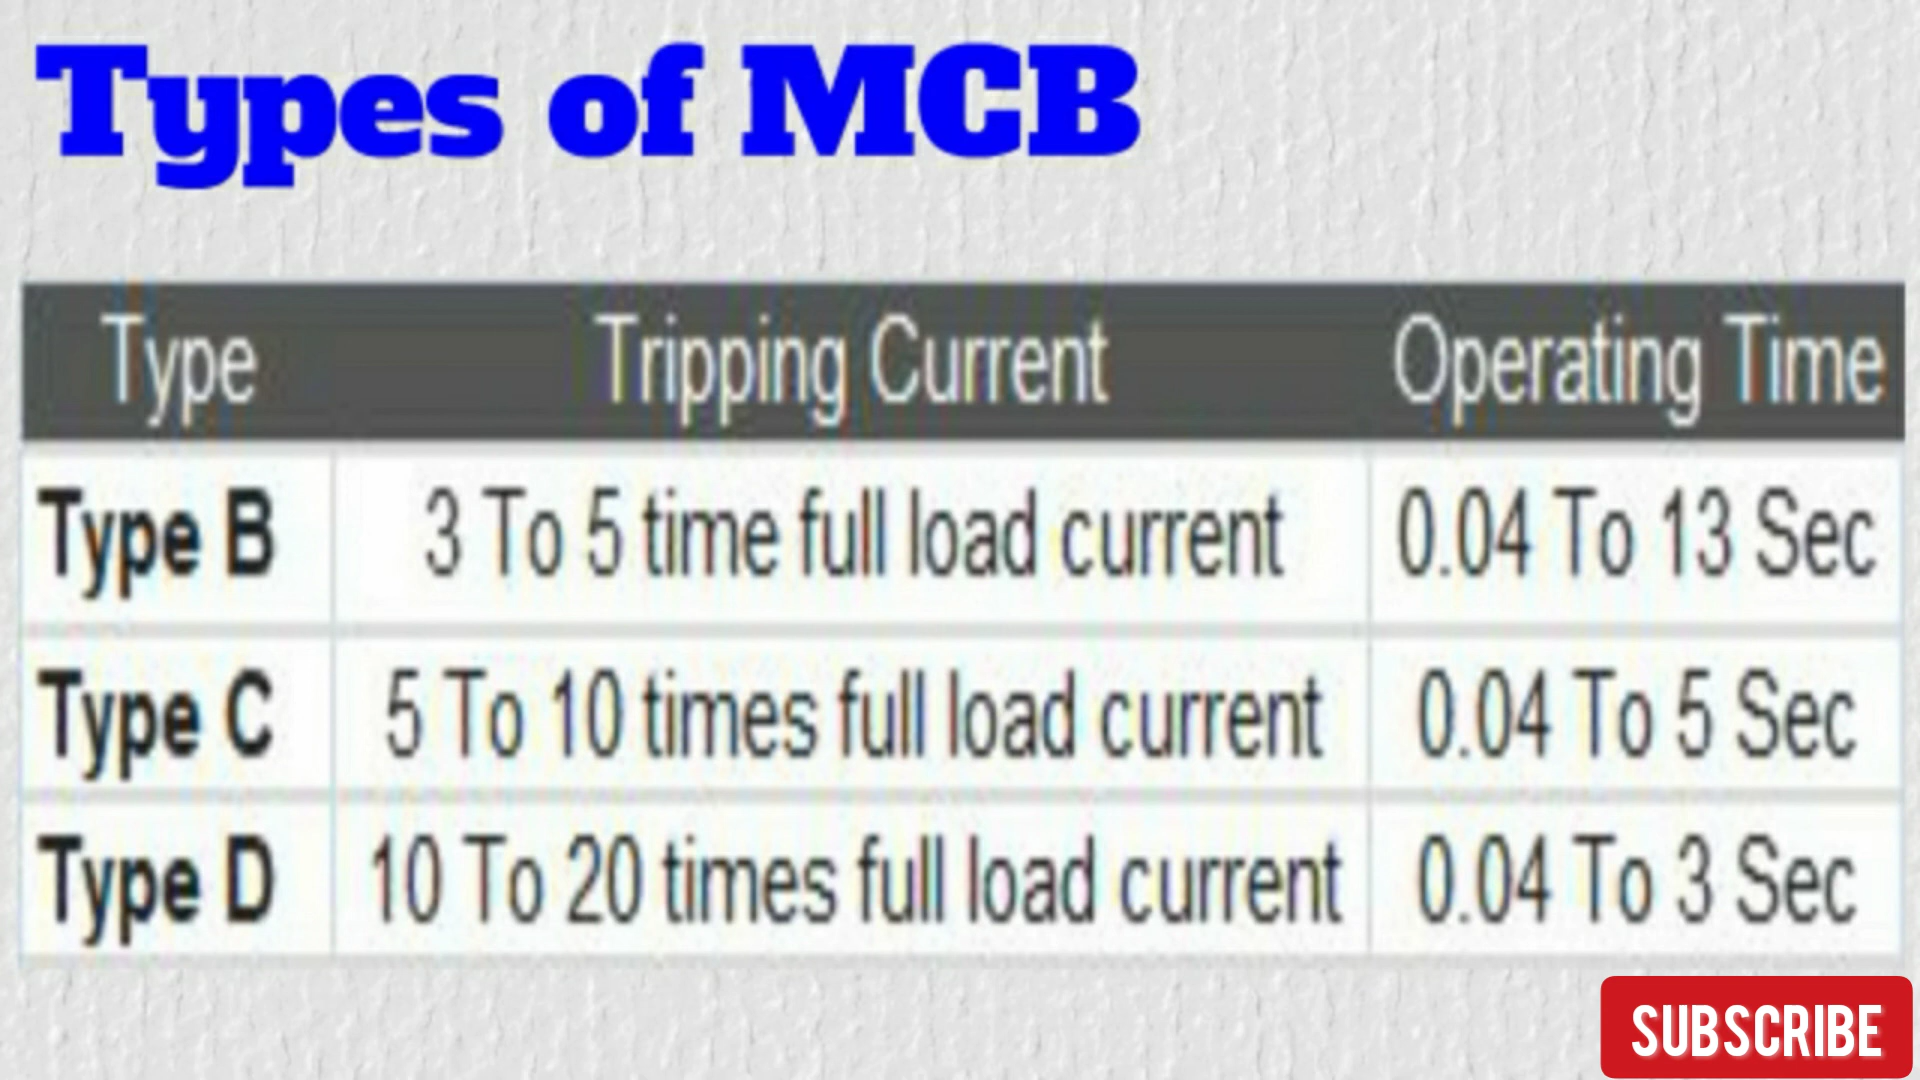 Types of MCB
Type Tripping Current Operating Time
Type B 3 To 5 time full load current 0.04 To 13 Sec
Type C 5 To 10 times full load current 0.04 To 5 Sec
Type D 10 To 20 times full load current 0.04 To 3 Sec
SUBSCRIBE